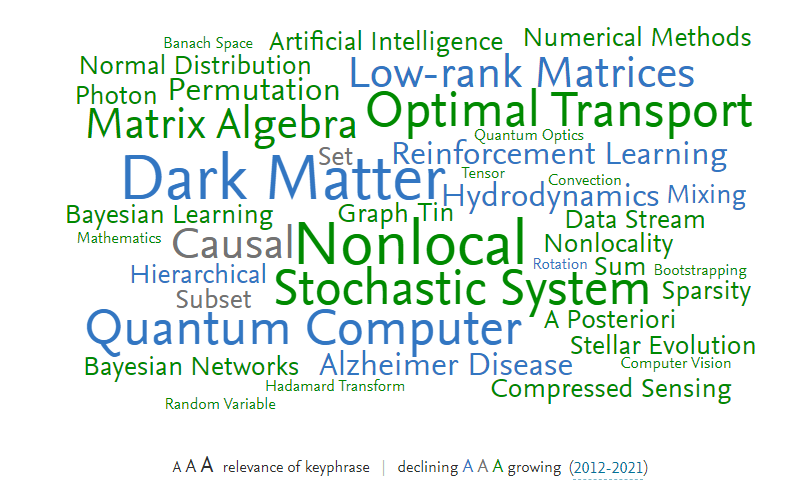 Banach Space Artificial Intelligence Numerical Methods
Normal Distribution Low-rank Matrices
Photon Permutation Optimal Transport
Matrix Algebra Quantum Optics
Set Reinforcement Learning
Dark Matter Tensor Convection
Hydrodynamics Mixing
Bayesian Learning Graph Tin Data Stream
Mathematics Causal Nonlocal Nonlocality
Hierarchical Rotation Sum Bootstrapping
Subset Stochastic System Sparsity
Quantum Computer A Posteriori
Stellar Evolution
Bayesian Networks Alzheimer Disease Computer Vision
Hadamard Transform Compressed Sensing
Random Variable
A A A relevance of keyphrase | declining A A A growing (2012-2021)